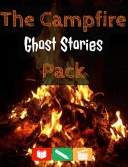 The Campfire
Ghost Stories
Pack